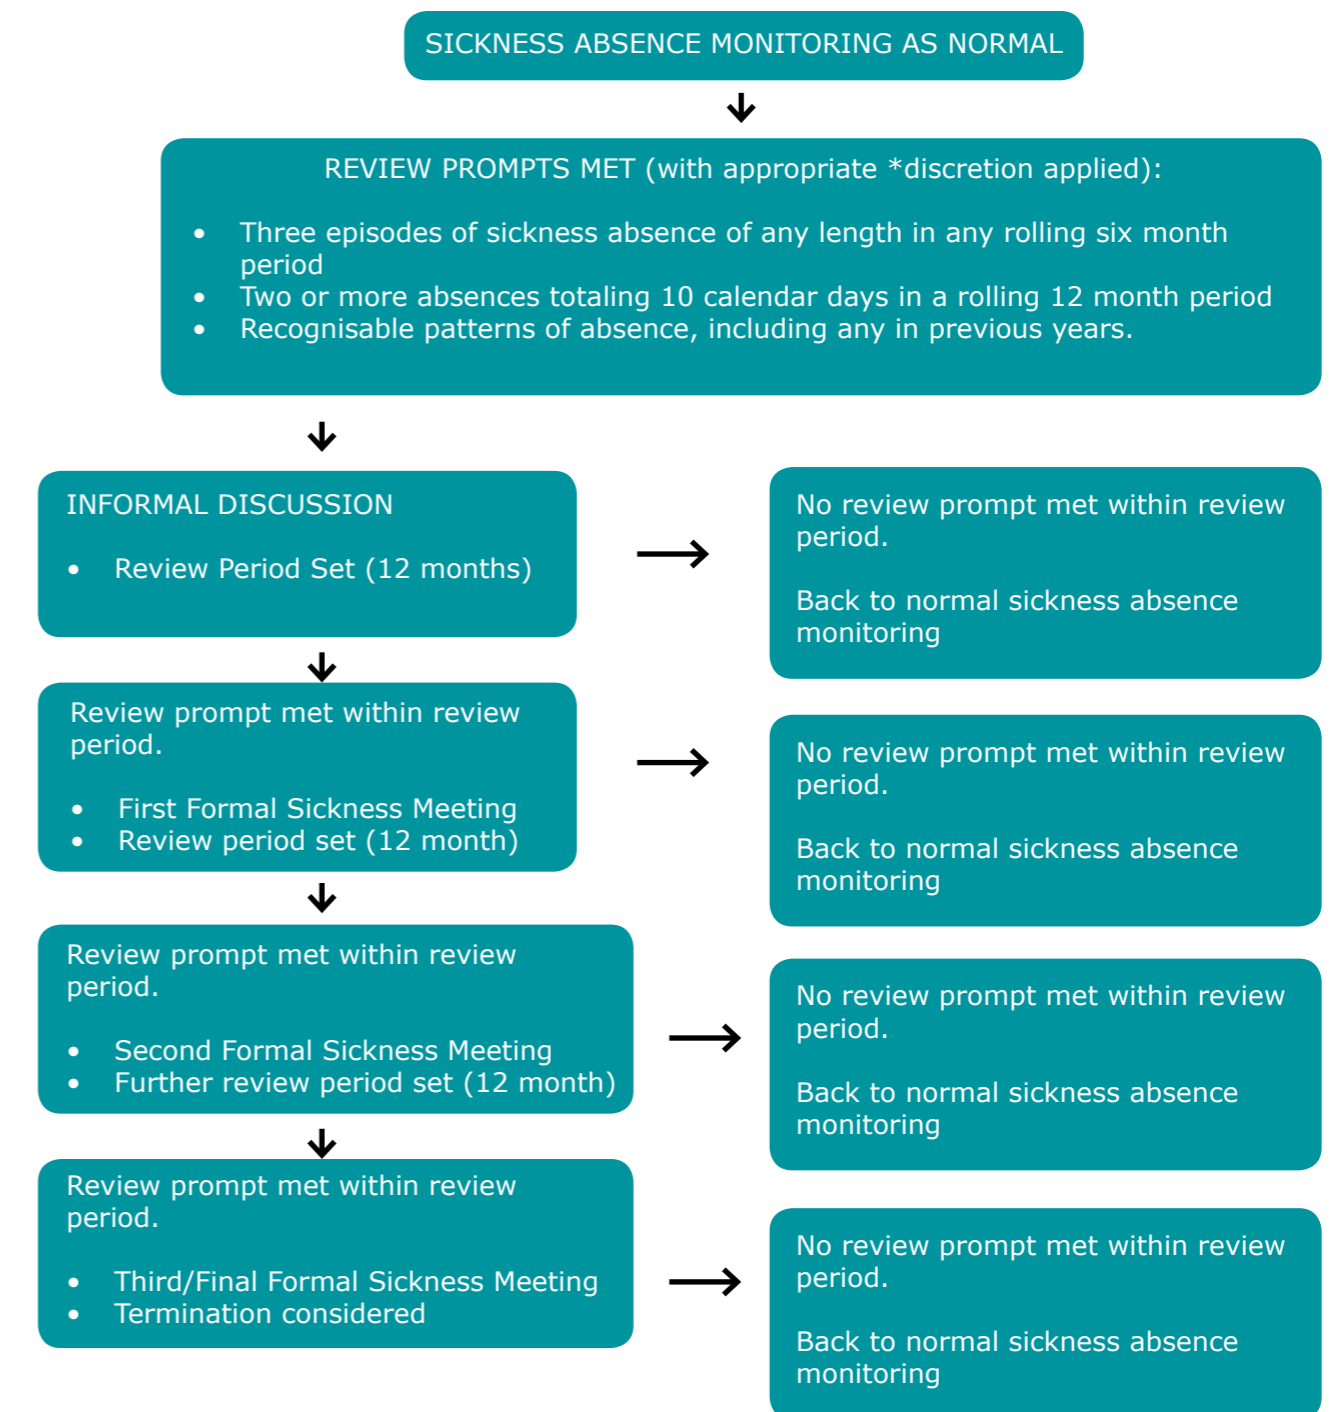 SICKNESS ABSENCE MONITORING AS NORMAL
REVIEW PROMPTS MET (with appropriate *discretion applied):
• Three episodes of sickness absence of any length in any rolling six month
period
• Two or more absences totaling 10 calendar days in a rolling 12 month period
• Recognisable patterns of absence, including any in previous years.
INFORMAL DISCUSSION
• Review Period Set (12 months)
No review prompt met within review
period.
Back to normal sickness absence
monitoring
Review prompt met within review
period.
• First Formal Sickness Meeting
• Review period set (12 month)
No review prompt met within review
period.
Back to normal sickness absence
monitoring
Review prompt met within review
period.
• Second Formal Sickness Meeting
• Further review period set (12 month)
No review prompt met within review
period.
Back to normal sickness absence
monitoring
Review prompt met within review
period.
• Third/Final Formal Sickness Meeting
• Termination considered
No review prompt met within review
period.
Back to normal sickness absence
monitoring